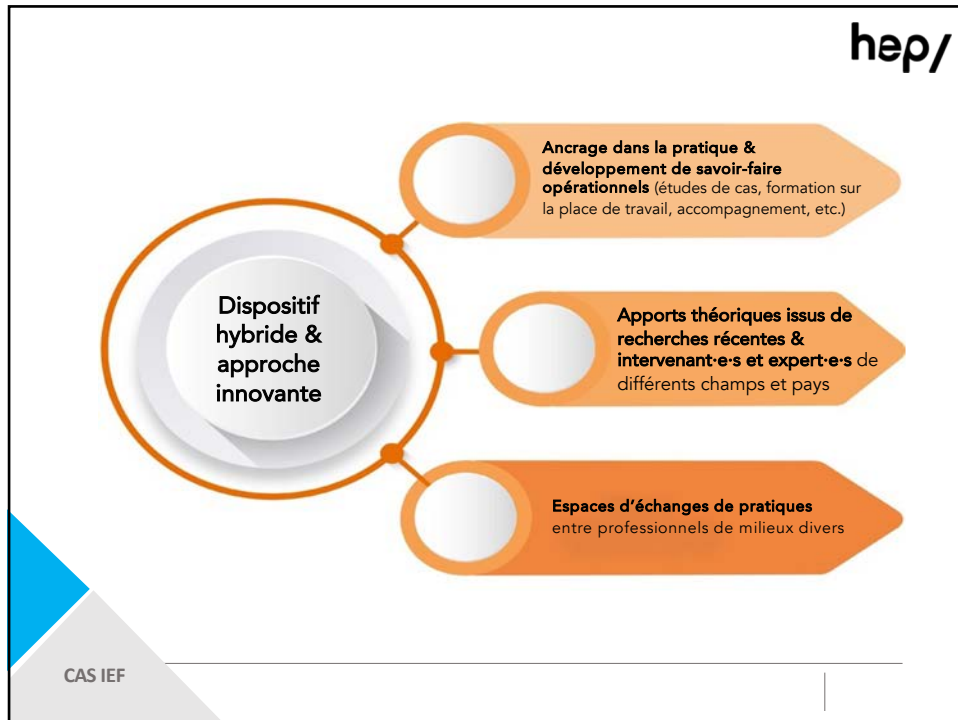 hep/
Ancrage dans la pratique &
développement de savoir-faire
opérationnels (études de cas, formation sur
la place de travail, accompagnement, etc.)
Dispositif
hybride &
approche
innovante
Apports théoriques issus de
recherches récentes &
intervenant·e·s et expert·e·s de
différents champs et pays
Espaces d'échanges de pratiques
entre professionnels de milieux divers
CAS IEF